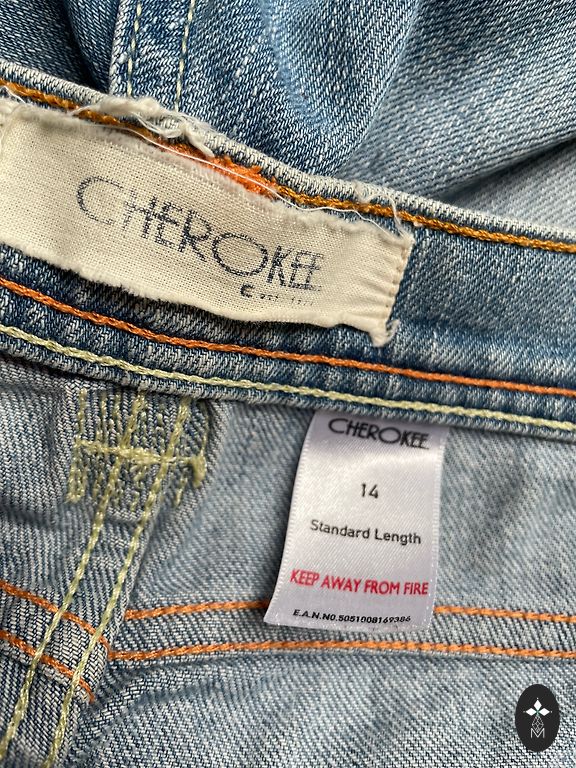 CHEROKEE
CHEROKEE
14
Standard Length
KEEP AWAY FROM FIRE
E.A.N.NO.5051008169386
M